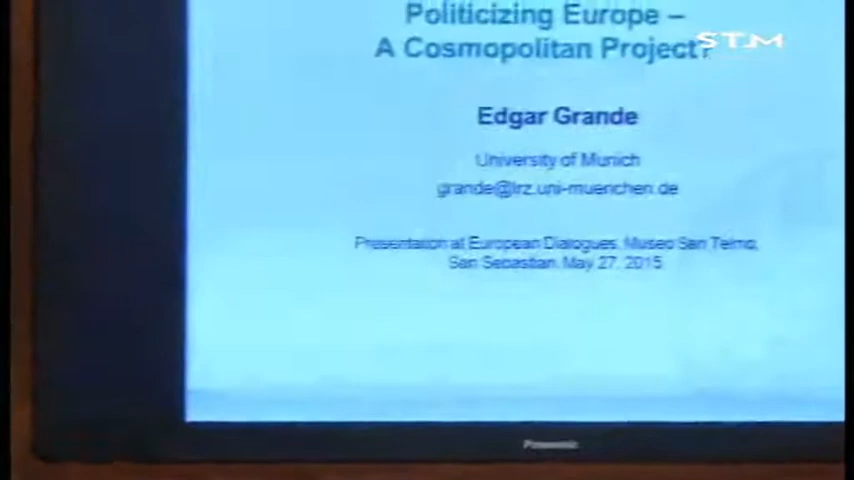 Politicizing Europe –
A Cosmopolitan Project?
STM
Edgar Grande
University of Munich
grande@lrz.uni-muenchen.de
Presentation at European Dialogues, Museo San Telmo,
San Sebastian, May 27, 2015
Panasonic